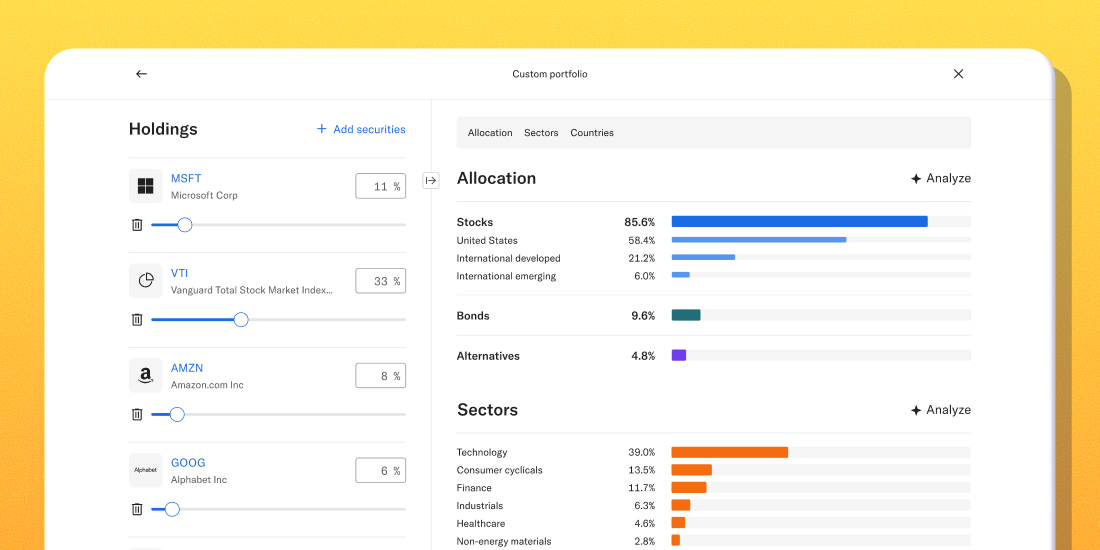 Custom portfolio
Holdings
+ Add securities
MSFT
Microsoft Corp
11 %
VTI
Vanguard Total Stock Market Index...
33 %
a
AMZN
Amazon.com Inc
8 %
Alphabet
GOOG
Alphabet Inc
6 %
Allocation Sectors Countries
Allocation
Analyze
Stocks 85.6%
United States 58.4%
International developed 21.2%
International emerging 6.0%
Bonds 9.6%
Alternatives 4.8%
Sectors
Analyze
Technology 39.0%
Consumer cyclicals 13.5%
Finance 11.7%
Industrials 6.3%
Healthcare 4.6%
Non-energy materials 2.8%